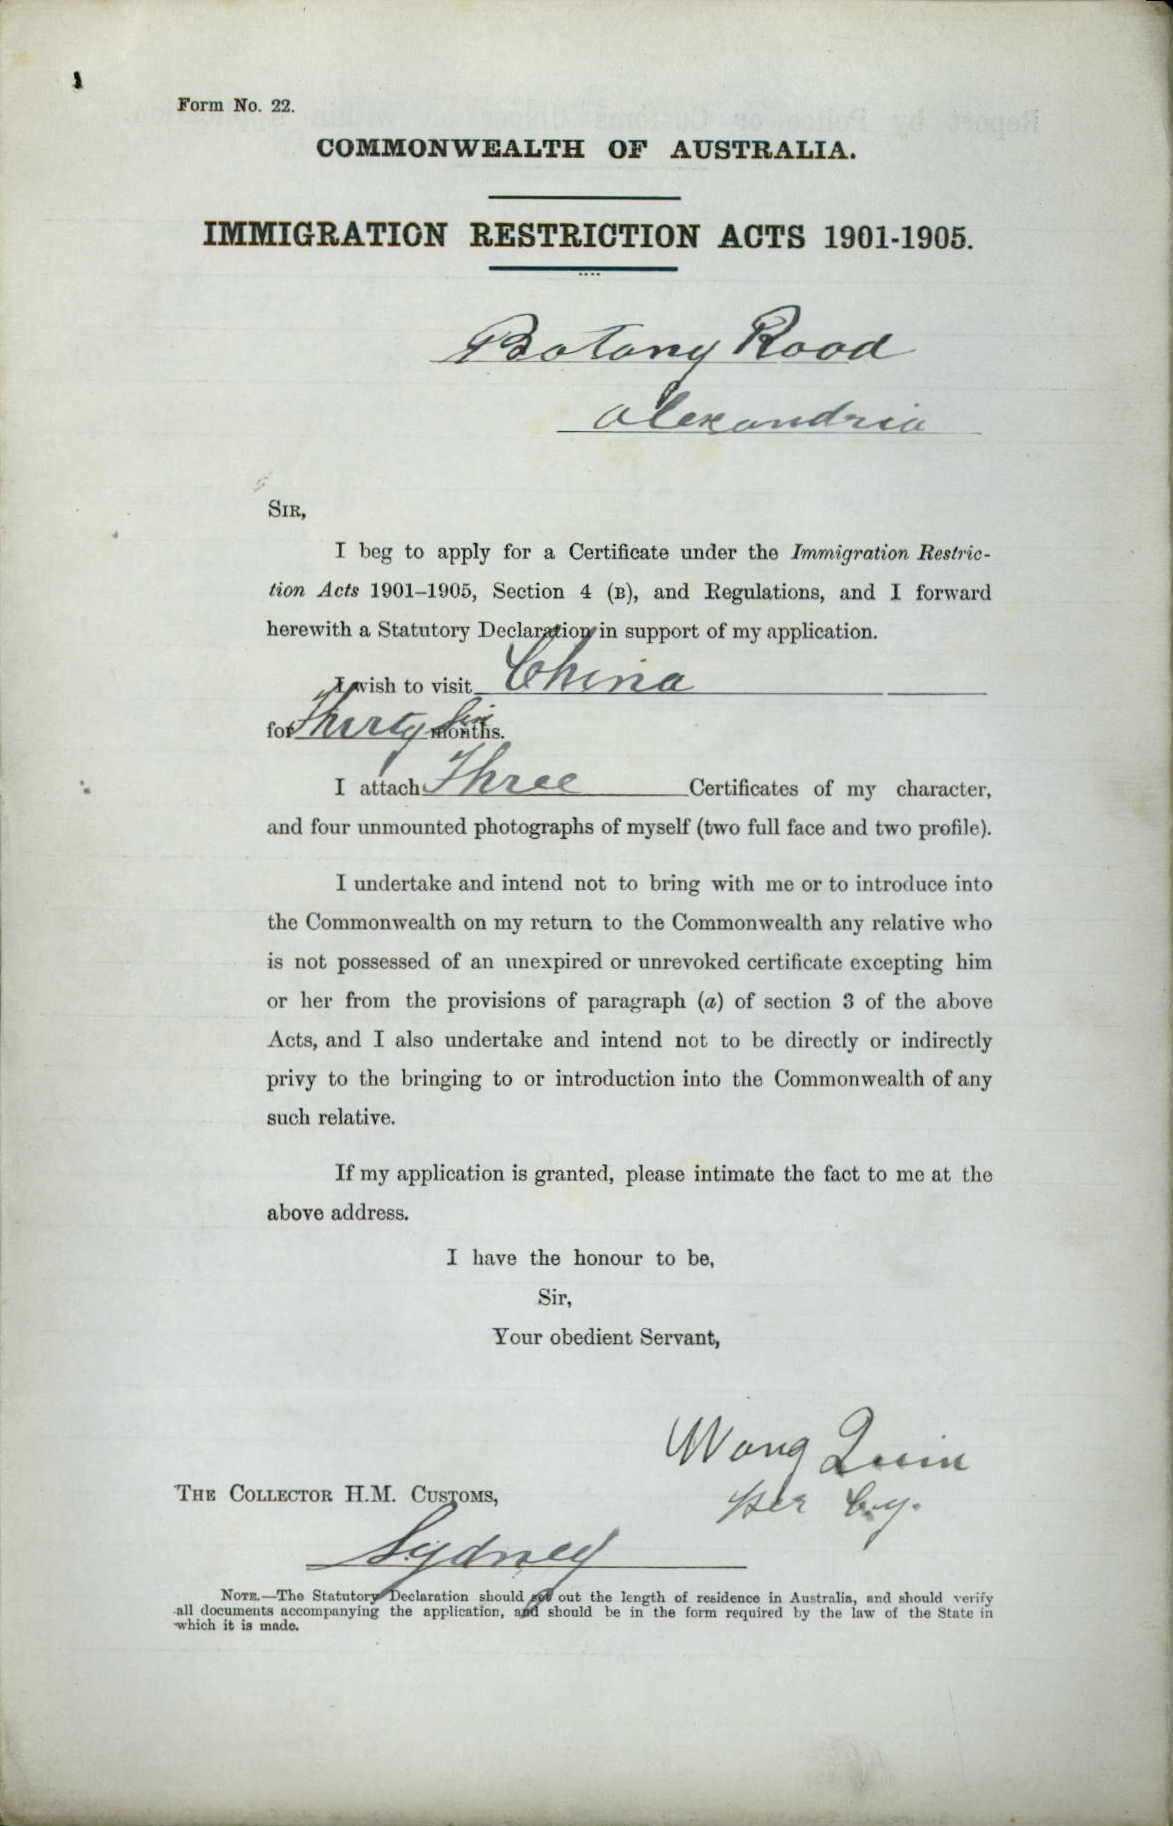 Form No. 22.
COMMONWEALTH OF AUSTRALIA.
IMMIGRATION RESTRICTION ACTS 1901-1905.
Botany Road
Alexandria
SIR,
I beg to apply for a Certificate under the Immigration Restric-
tion Acts 1901–1905, Section 4 (B), and Regulations, and I forward
herewith a Statutory Declaration in support of my application.
I wish to visit China
for Thirty Six months.
I attach Three Certificates of my character,
and four unmounted photographs of myself (two full face and two profile).
I undertake and intend not to bring with me or to introduce into
the Commonwealth on my return to the Commonwealth any relative who
is not possessed of an unexpired or unrevoked certificate excepting him
or her from the provisions of paragraph (a) of section 3 of the above
Acts, and I also undertake and intend not to be directly or indirectly
privy to the bringing to or introduction into the Commonwealth of any
such relative.
If my application is granted, please intimate the fact to me at the
above address.
I have the honour to be,
Sir,
Your obedient Servant,
Wong Quin
THE COLLECTOR H.M. CUSTOMS,
per C.y.
Sydney
NOTE.—The Statutory Declaration should set out the length of residence in Australia, and should verify
all documents accompanying the application, and should be in the form required by the law of the State in
which it is made.